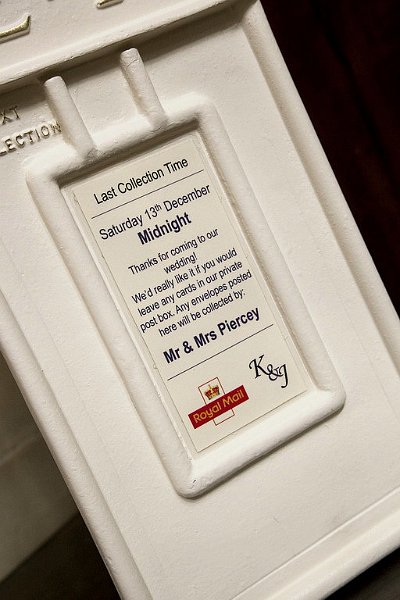 Last Collection Time
Saturday 13th December
Midnight
Thanks for coming to our
wedding!
We'd really like it if you would
leave any cards in our private
post box. Any envelopes posted
here will be collected by:
Mr & Mrs Piercey
Royal Mail
K&J